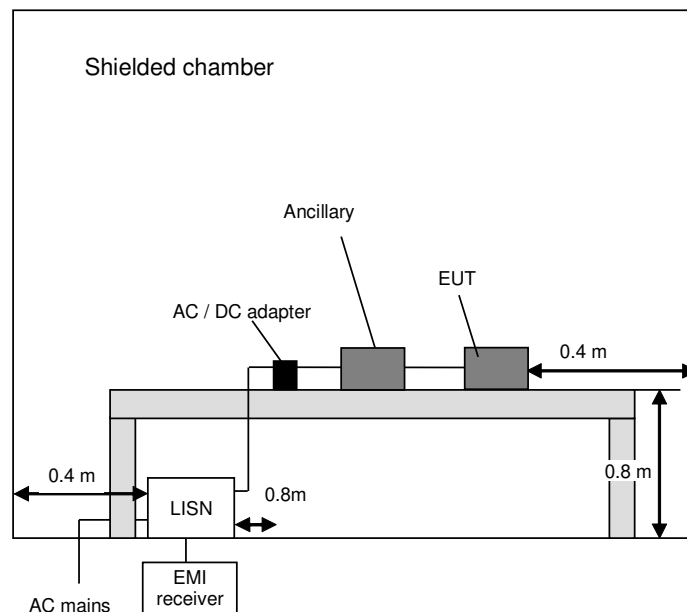 Shielded chamber
Ancillary
EUT
AC / DC adapter
0.4 m
0.4 m
0.8 m
LISN
0.8m
EMI
receiver
AC mains